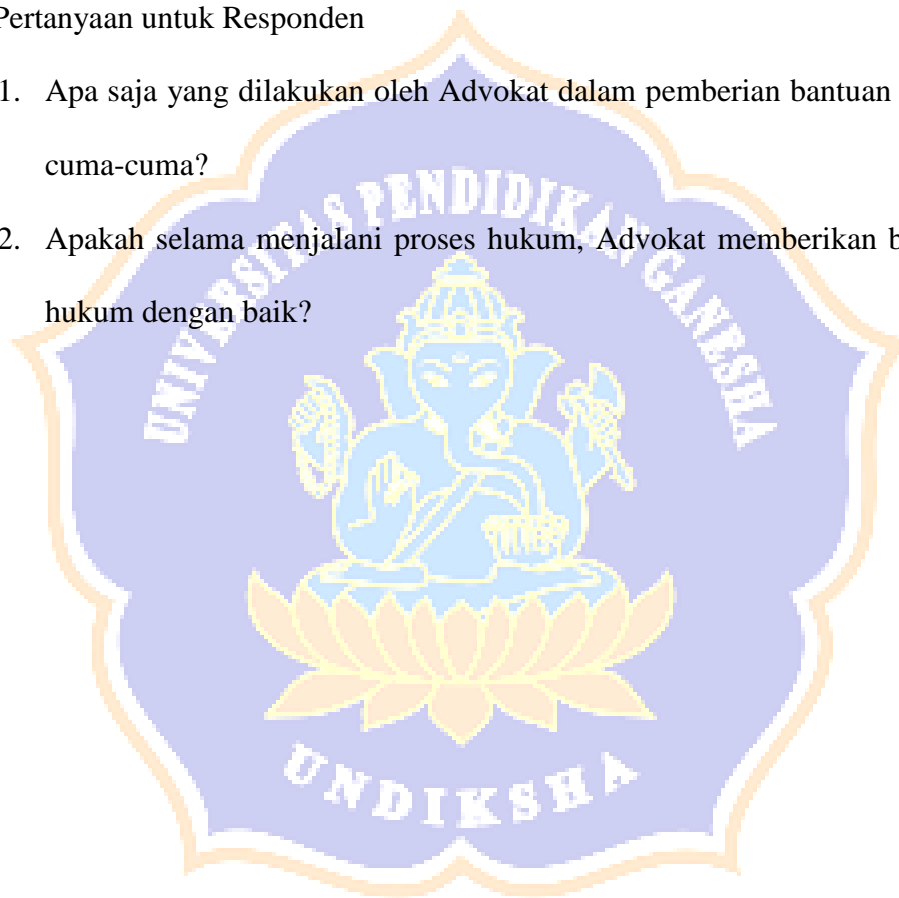 Pertanyaan untuk Responden
1. Apa saja yang dilakukan oleh Advokat dalam pemberian bantuan
cuma-cuma?
2. Apakah selama menjalani proses hukum, Advokat memberikan b
hukum dengan baik?
UNIVERSITAS PENDIDIKAN GANESHA
UNDIKSHA